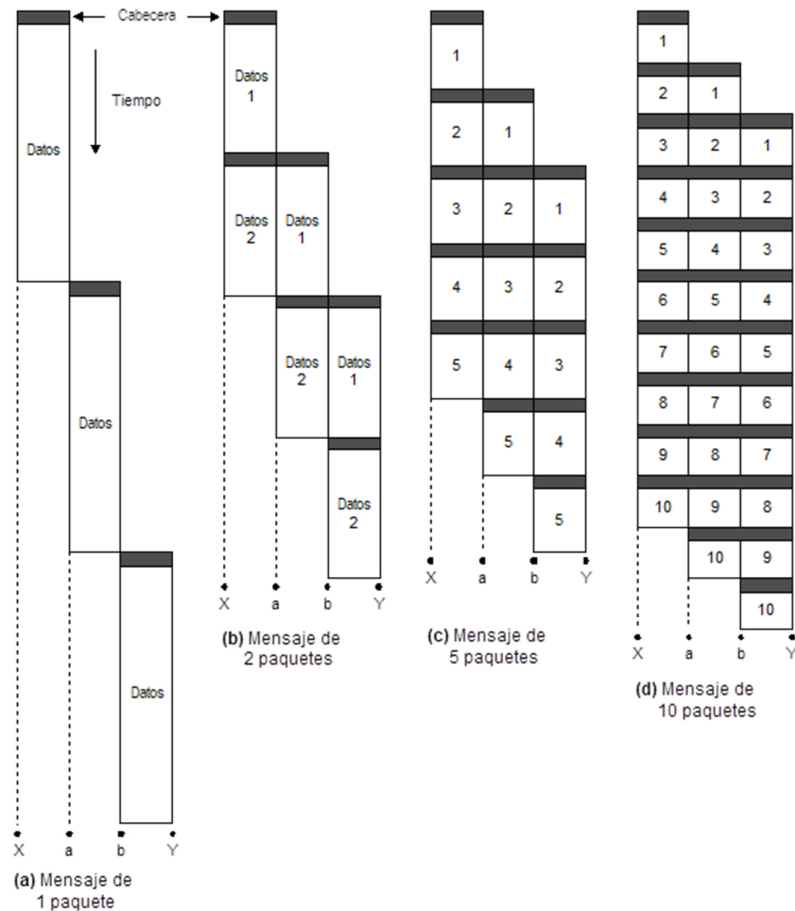 Cabecera
Tiempo
Datos
Datos
Datos
X a b Y
(a) Mensaje de
1 paquete
Datos
1
Datos
2
Datos
1
Datos
2
Datos
1
Datos
2
X a b Y
(b) Mensaje de
2 paquetes
1
2 1
3 2 1
4 3 2
5 4 3
5 4
5
X a b Y
(c) Mensaje de
5 paquetes
1
2 1
3 2 1
4 3 2
5 4 3
6 5 4
7 6 5
8 7 6
9 8 7
10 9 8
10 9
10
X a b Y
(d) Mensaje de
10 paquetes